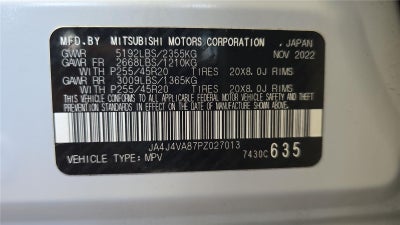 MFD.BY MITSUBISHI MOTORS CORPORATION , JAPAN
GVWR 5192LBS/2355KG NOV 2022
GAWR FR 2668LBS/1210KG
WITH P255/45R20 TIRES 20X8.0J RIMS
GAWR RR 3009LBS/1365KG
WITH P255/45R20 TIRES 20X8.0J RIMS
THIS VEHICLE CONFORMS TO ALL APPLICABLE
FEDERAL MOTOR VEHICLE SAFETY AND
THEFT PREVENTION STANDARDS IN EFFECT ON
THE DATE OF MANUFACTURE SHOWN ABOVE.
JA4J4VA87PZ027013
VEHICLE TYPE: MPV 7430C 635